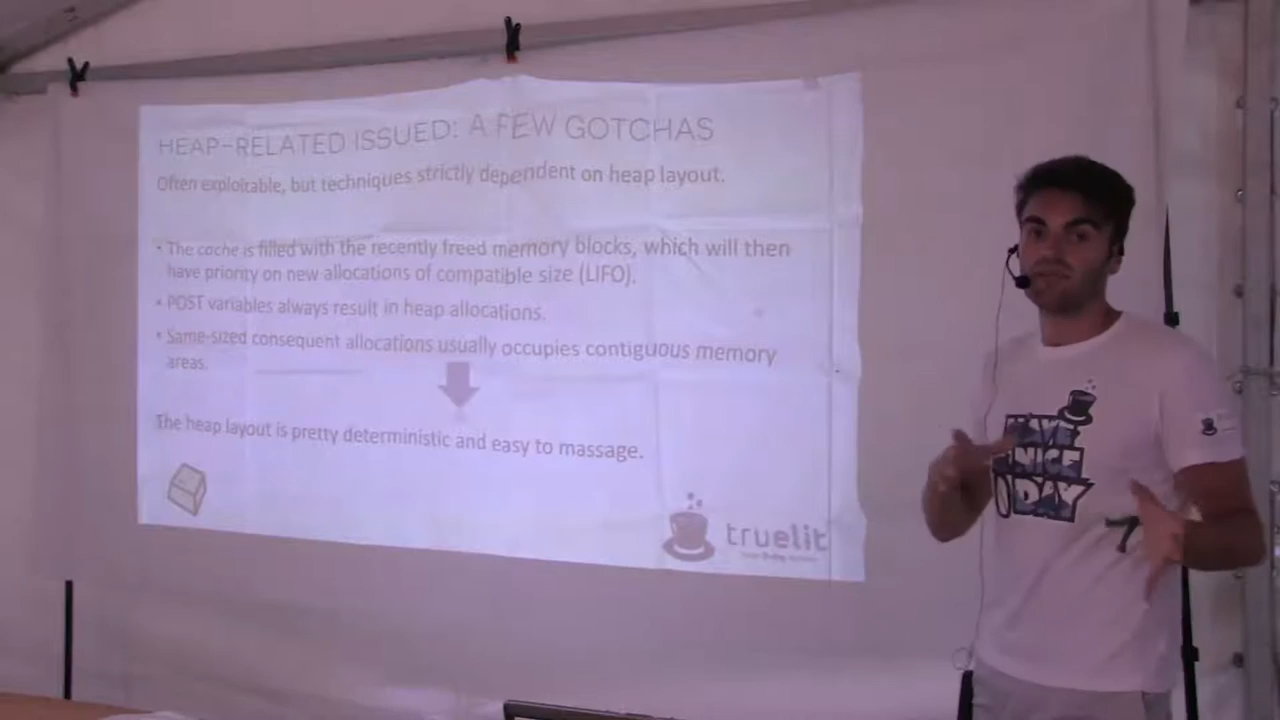 HEAP-RELATED ISSUED: A FEW GOTCHAS
Often exploitable, but techniques strictly dependent on heap layout.
• The cache is filled with the recently freed memory blocks, which will then
have priority on new allocations of compatible size (LIFO).
• POST variables always result in heap allocations.
• Same-sized consequent allocations usually occupies contiguous memory
areas.
The heap layout is pretty deterministic and easy to massage.
truelit
HAVE
NICE
0DAY